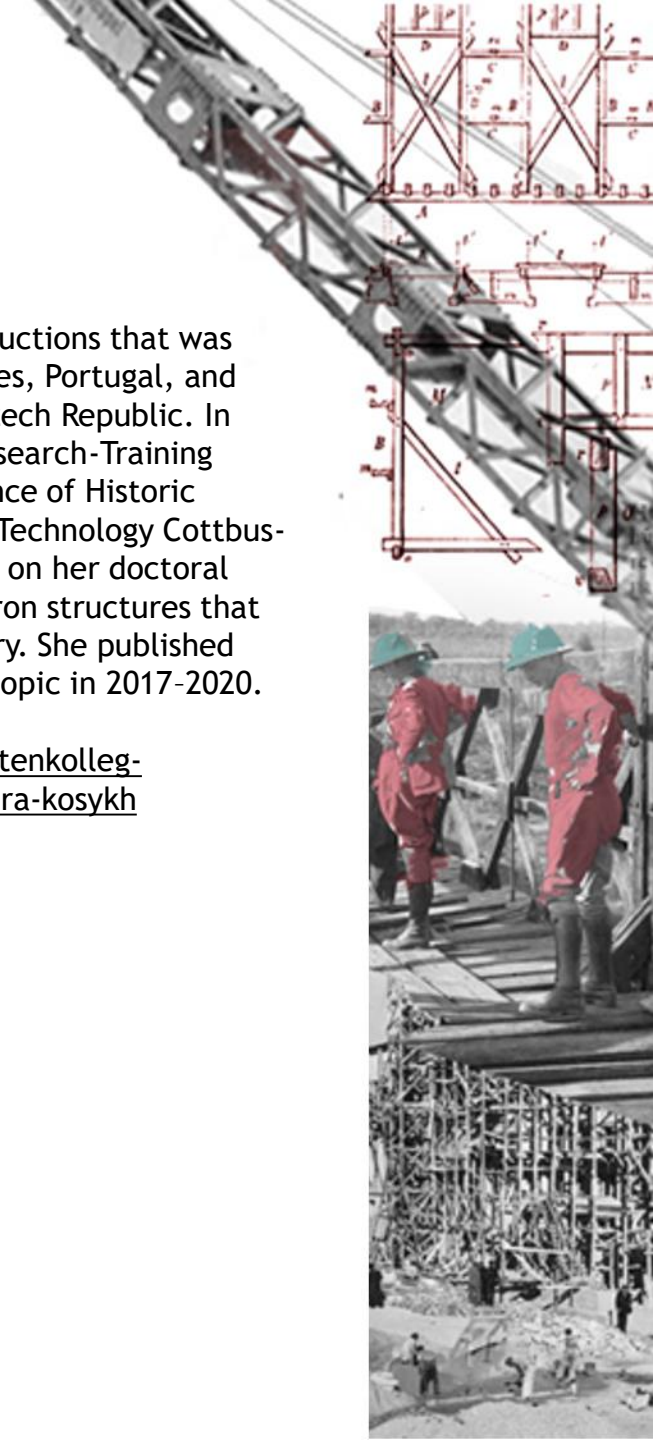 uctions that was
es, Portugal, and
ech Republic. In
search-Training
nce of Historic
Technology Cottbus-
on her doctoral
ron structures that
ry. She published
opic in 2017–2020.
tenkolleg-
ra-kosykh